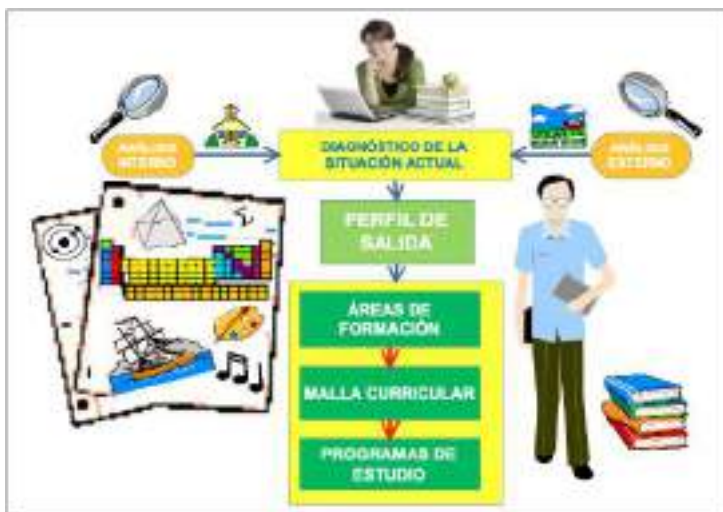 ANÁLISIS
INTERNO
DIAGNÓSTICO DE LA
SITUACIÓN ACTUAL
ANÁLISIS
EXTERNO
PERFIL DE
SALIDA
ÁREAS DE
FORMACIÓN
MALLA CURRICULAR
PROGRAMAS DE
ESTUDIO